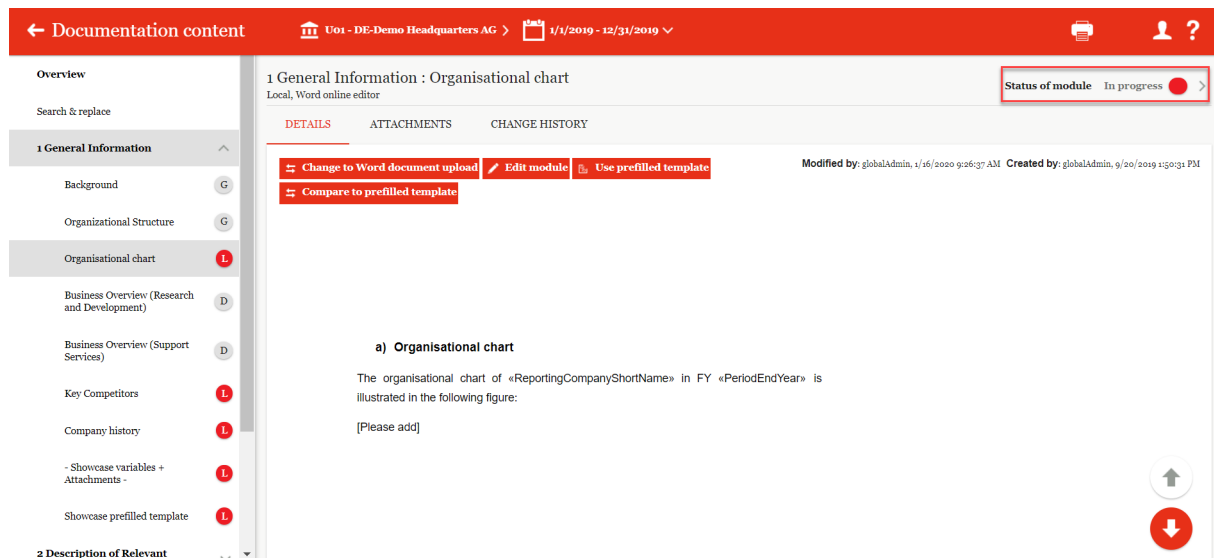 Documentation content
U01 - DE-Demo Headquarters AG
1/1/2019 - 12/31/2019
?
Overview
Search & replace
1 General Information
Background G
Organizational Structure G
Organisational chart L
Business Overview (Research
and Development) D
Business Overview (Support
Services) D
Key Competitors L
Company history L
- Showcase variables +
Attachments - L
Showcase prefilled template L
2 Description of Relevant
1 General Information : Organisational chart
Local, Word online editor
Status of module In progress
DETAILS ATTACHMENTS CHANGE HISTORY
Change to Word document upload Edit module Use prefilled template
Compare to prefilled template
Modified by: globalAdmin, 1/16/2020 9:26:37 AM Created by: globalAdmin, 9/20/2019 1:50:31 PM
a) Organisational chart
The organisational chart of «ReportingCompanyShortName» in FY «PeriodEndYear» is
illustrated in the following figure:
[Please add]